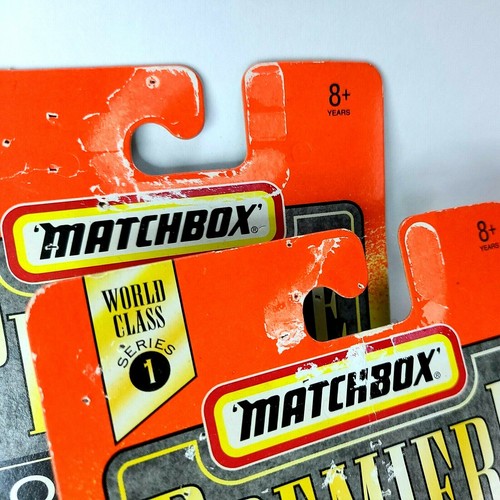 8+
YEARS
'MATCHBOX'®
8+
YEARS
WORLD
CLASS
SERIES
1
'MATCHBOX'®
PREMIER